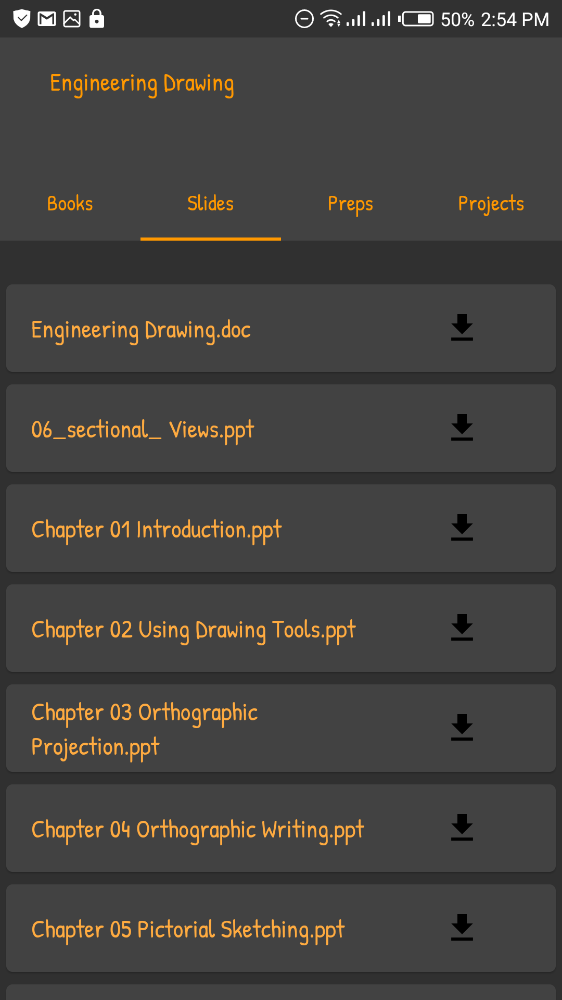 50% 2:54 PM
Engineering Drawing
Books Slides Preps Projects
Engineering Drawing.doc
06_sectional_ Views.ppt
Chapter 01 Introduction.ppt
Chapter 02 Using Drawing Tools.ppt
Chapter 03 Orthographic
Projection.ppt
Chapter 04 Orthographic Writing.ppt
Chapter 05 Pictorial Sketching.ppt